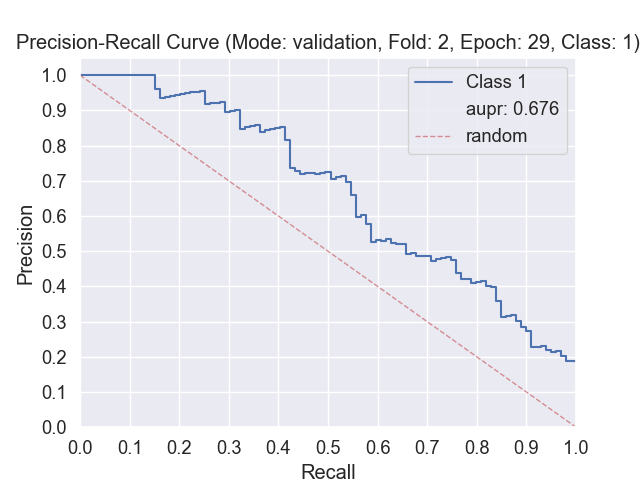 Precision-Recall Curve (Mode: validation, Fold: 2, Epoch: 29, Class: 1)
Class 1
aupr: 0.676
random
Precision
1.0
0.9
0.8
0.7
0.6
0.5
0.4
0.3
0.2
0.1
0.0
0.0 0.1 0.2 0.3 0.4 0.5 0.6 0.7 0.8 0.9 1.0
Recall